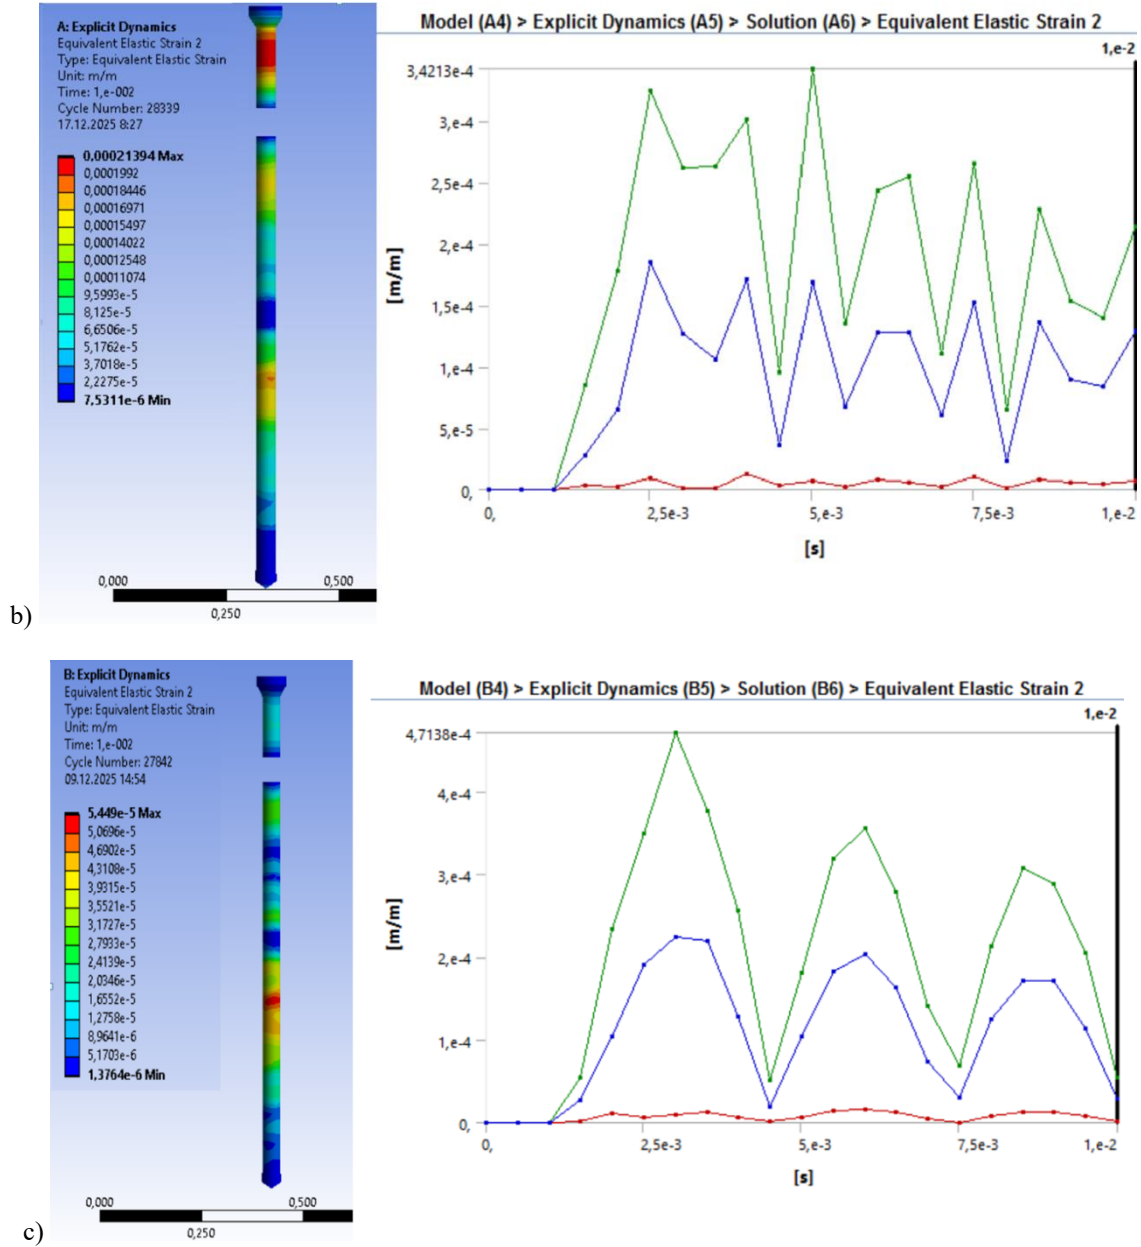 A: Explicit Dynamics
Equivalent Elastic Strain 2
Type: Equivalent Elastic Strain
Unit: m/m
Time: 1,e-002
Cycle Number: 28339
17.12.2025 8:27
0,00021394 Max
0,0001992
0,00018446
0,00016971
0,00015497
0,00014022
0,00012548
0,00011074
9,5993e-5
8,125e-5
6,6506e-5
5,1762e-5
3,7018e-5
2,2275e-5
7,5311e-6 Min
0,000
0,500
0,250
Model (A4) > Explicit Dynamics (A5) > Solution (A6) > Equivalent Elastic Strain 2
1,e-2
3,4213e-4
3,e-4
2,5e-4
2,e-4
1,5e-4
1,e-4
5,e-5
0,
[m/m]
0,
2,5e-3
5,e-3
7,5e-3
1,e-2
[s]
b)
B: Explicit Dynamics
Equivalent Elastic Strain 2
Type: Equivalent Elastic Strain
Unit: m/m
Time: 1,e-002
Cycle Number: 27842
09.12.2025 14:54
5,449e-5 Max
5,0696e-5
4,6902e-5
4,3108e-5
3,9315e-5
3,5521e-5
3,1727e-5
2,7933e-5
2,4139e-5
2,0346e-5
1,6552e-5
1,2758e-5
8,9641e-6
5,1703e-6
1,3764e-6 Min
0,000
0,500
0,250
Model (B4) > Explicit Dynamics (B5) > Solution (B6) > Equivalent Elastic Strain 2
1,e-2
4,7138e-4
4,e-4
3,e-4
2,e-4
1,e-4
0,
[m/m]
0,
2,5e-3
5,e-3
7,5e-3
1,e-2
[s]
c)